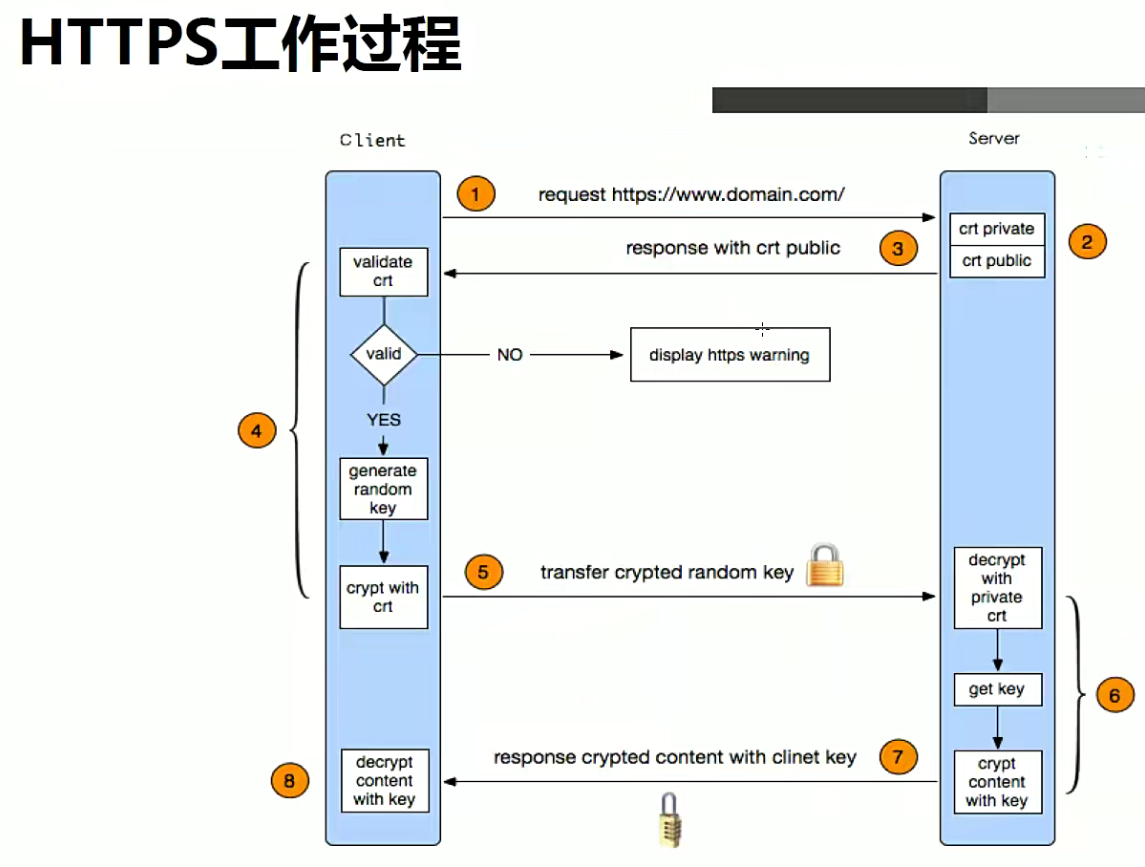 HTTPS工作过程
Client
Server
1
request https://www.domain.com/
crt private
2
response with crt public
3
crt public
validate
crt
valid
NO
display https warning
YES
4
generate
random
key
crypt with
crt
5
transfer crypted random key
decrypt
with
private
crt
get key
6
response crypted content with clinet key
7
crypt
content
with key
8
decrypt
content
with key